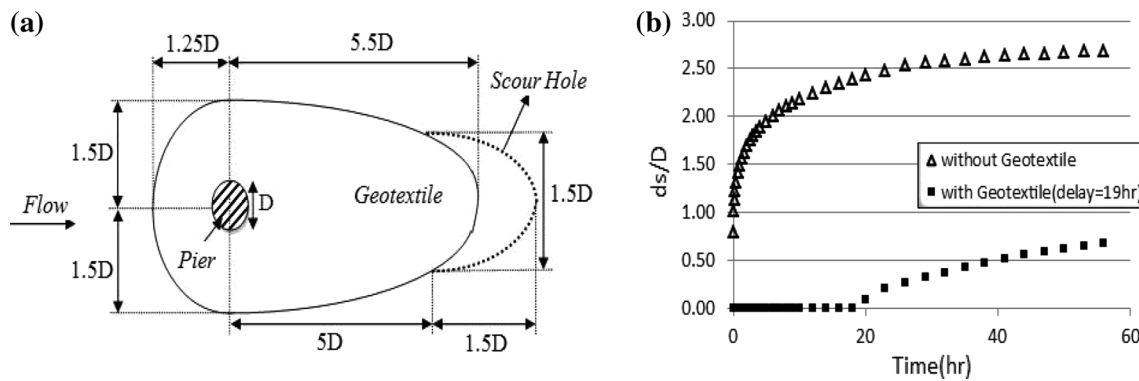 (a)
1.25D
5.5D
Scour Hole
1.5D
Flow
D
Geotextile
1.5D
Pier
1.5D
5D
1.5D
(b)
3.00
2.50
2.00
1.50
1.00
0.50
0.00
ds/D
without Geotextile
with Geotextile(delay=19hr)
0
20
40
60
Time(hr)